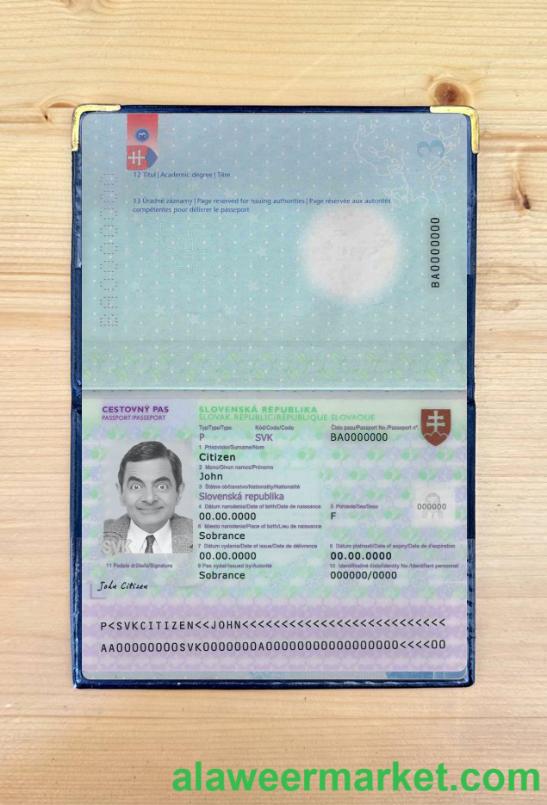 3
12 Titul | Academic degree | Titre
13 Úradné záznamy | Page reserved for issuing authorities | Page réservée aux autorités
compétentes pour délivrer le passeport
BA0000000
CESTOVNÝ PAS
PASSPORT/PASSEPORT
SLOVENSKÁ REPUBLIKA
SLOVAK REPUBLIC/REPUBLIQUE SLOVAQUE
Typ/Type/Type Kód/Code/Code Číslo pasu/Passport No./Passeport n°.
P SVK BA0000000
1 Priezvisko/Surname/Nom
Citizen
2 Meno/Given names/Prénoms
John
3 Štátne občianstvo/Nationality/Nationalité
Slovenská republika
000000
4 Dátum narodenia/Date of birth/Date de naissance 5 Pohlavie/Sex/Sexe
00.00.0000 F
6 Miesto narodenia/Place of birth/Lieu de naissance
Sobrance
7 Dátum vydania/Date of issue/Date de délivrance 8 Dátum platnosti/Date of expiry/Date d'expiration
00.00.0000 00.00.0000
9 Pas vydal/Issued by/Autorité 10 Identifikačné číslo/Identity No./Identifiant personnel
Sobrance 000000/0000
SVK
11 Podpis držiteľa/Signature
John Citizen
P<SVKCITIZEN<<JOHN<<<<<<<<<<<<<<<<<<<<<<<<<<
AA00000000SVK0000000A00000000000000000<<<<00
alaweermarket.com